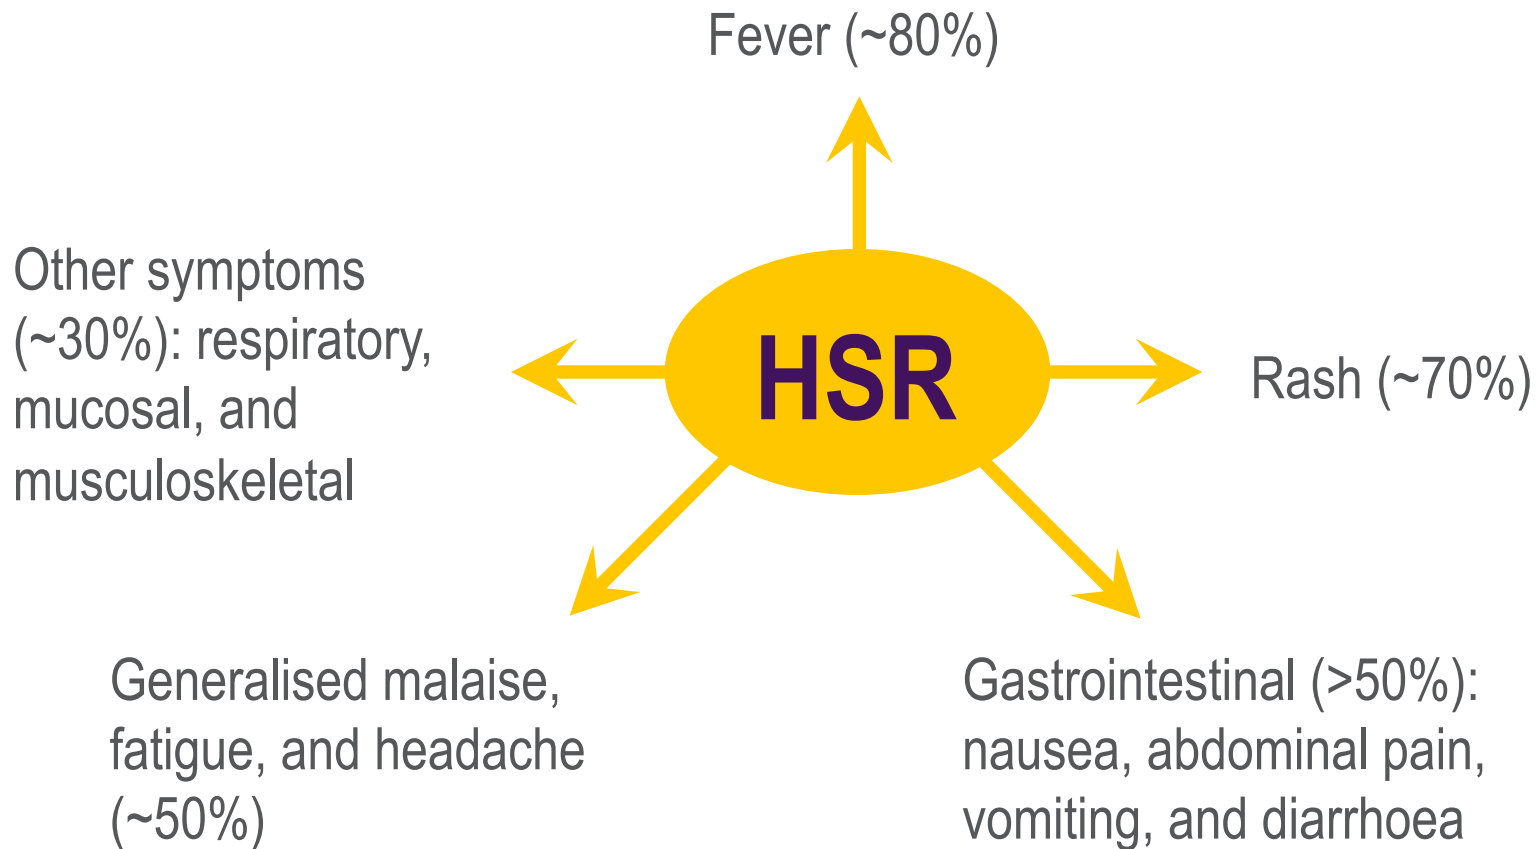 Fever (~80%)
Other symptoms
(~30%): respiratory,
mucosal, and
musculoskeletal
HSR
Rash (~70%)
Generalised malaise,
fatigue, and headache
(~50%)
Gastrointestinal (>50%):
nausea, abdominal pain,
vomiting, and diarrhoea